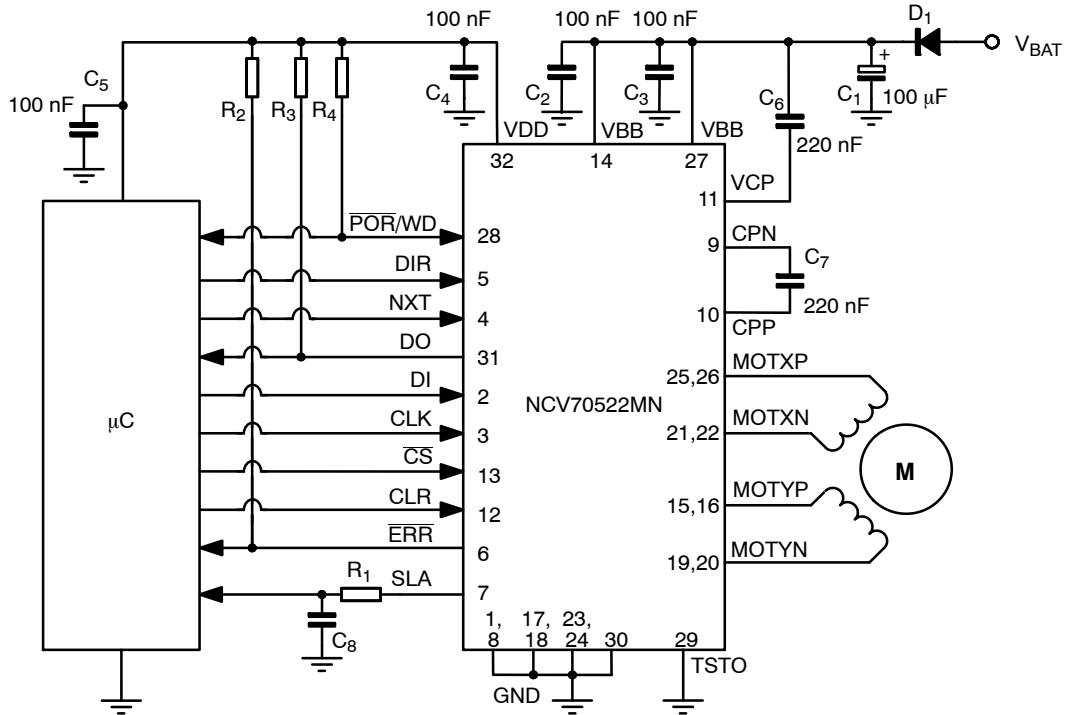 100 nF
100 nF
100 nF
D1
VBAT
C5
100 nF
R2
R3
R4
C4
C2
C3
C1
+
100 μF
C6
220 nF
VDD
VBB
VBB
32
14
27
11
VCP
P̅O̅R̅/WD
28
9
CPN
DIR
5
C7
NXT
4
220 nF
10
CPP
DO
31
MOTXP
25,26
DI
2
NCV70522MN
μC
CLK
3
MOTXN
21,22
C̅S̅
13
M
CLR
12
MOTYP
15,16
E̅R̅R̅
6
MOTYN
19,20
R1
SLA
7
C8
1, 17, 23,
8 18 24 30
29
TSTO
GND